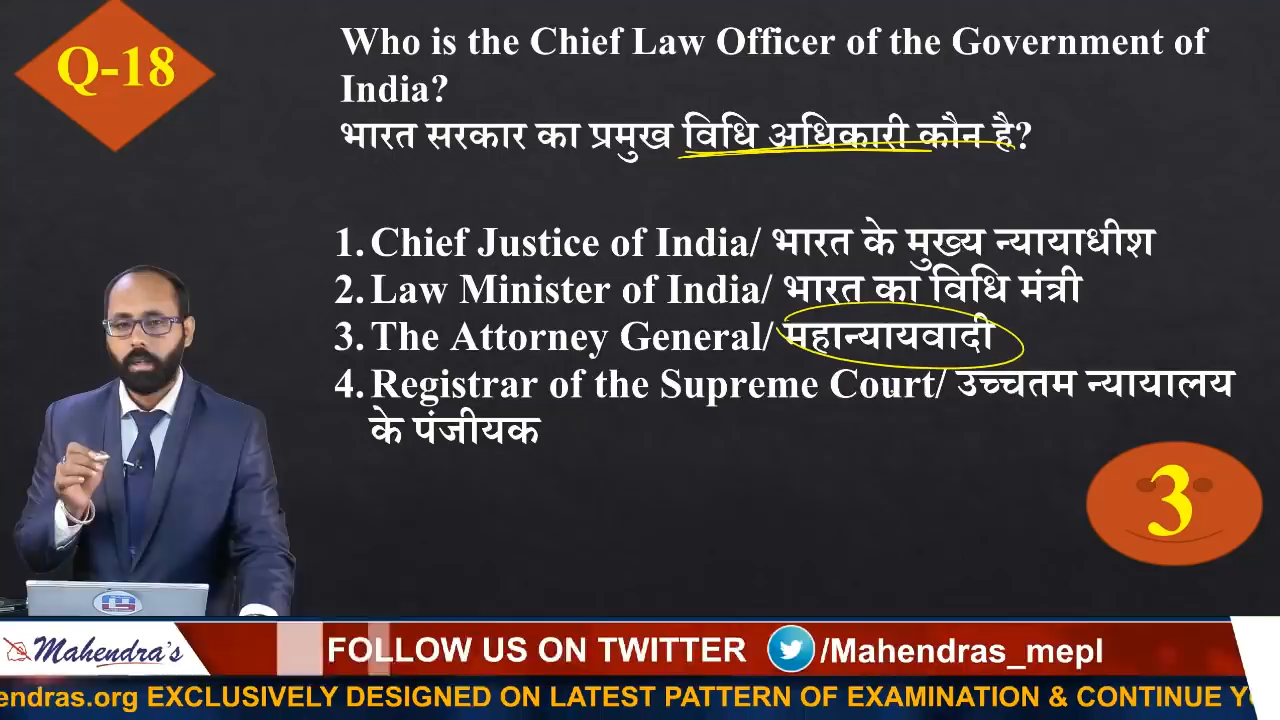 Q-18
Who is the Chief Law Officer of the Government of
India?
भारत सरकार का प्रमुख विधि अधिकारी कौन है?
1. Chief Justice of India/ भारत के मुख्य न्यायाधीश
2. Law Minister of India/ भारत का विधि मंत्री
3. The Attorney General/ महान्यायवादी
4. Registrar of the Supreme Court/ उच्चतम न्यायालय
के पंजीयक
3
Mahendra's
FOLLOW US ON TWITTER /Mahendras_mepl
endras.org EXCLUSIVELY DESIGNED ON LATEST PATTERN OF EXAMINATION & CONTINUE